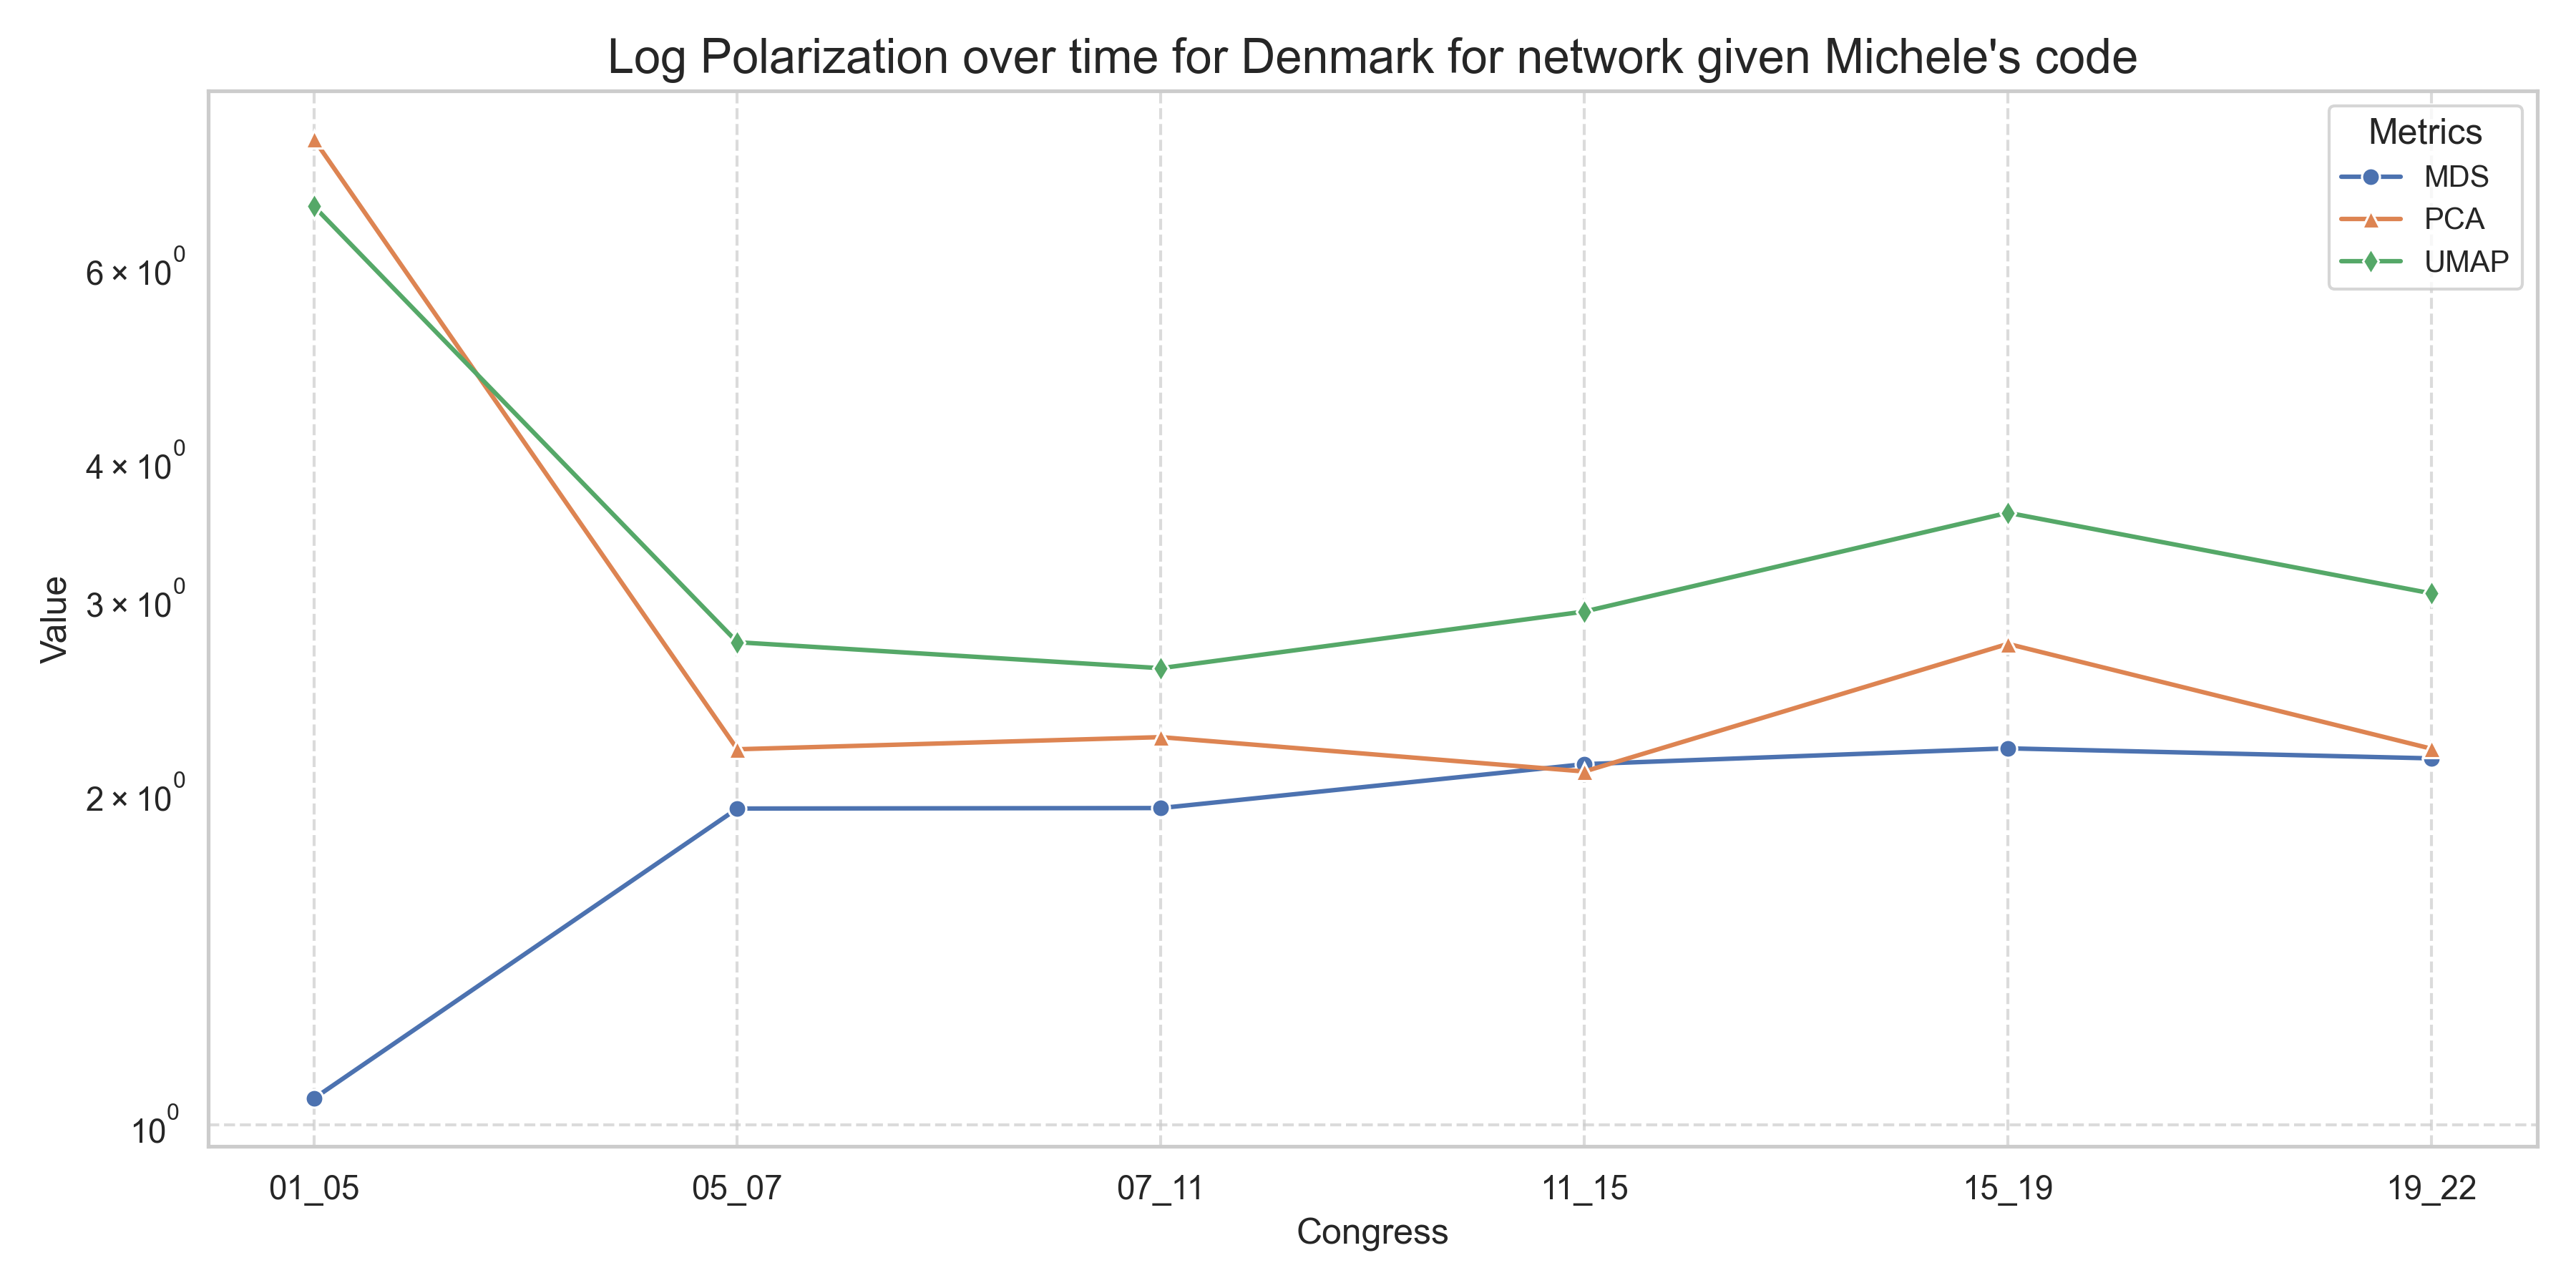 Log Polarization over time for Denmark for network given Michele's code
Metrics
MDS
PCA
UMAP
6 × 10⁰
4 × 10⁰
3 × 10⁰
2 × 10⁰
10⁰
Value
01_05 05_07 07_11 11_15 15_19 19_22
Congress